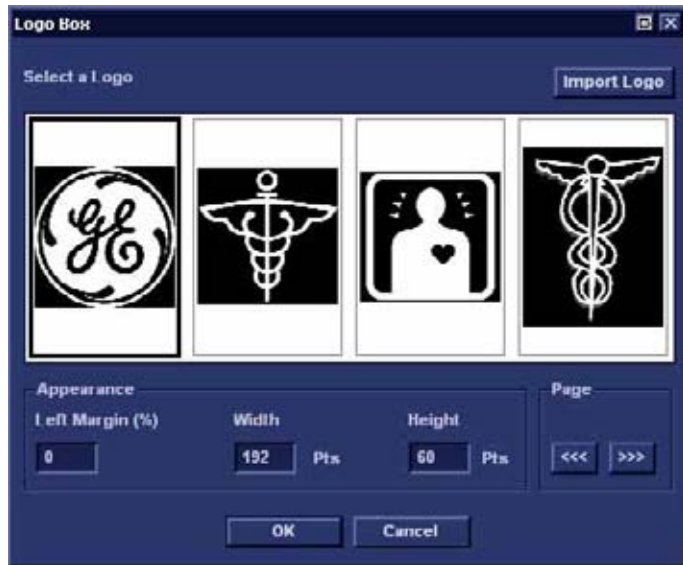 Logo Box
Select a Logo
Import Logo
GE
Appearance
Left Margin (%)
Width
Height
0
192 Pts
60 Pts
Page
<<< >>>
OK
Cancel